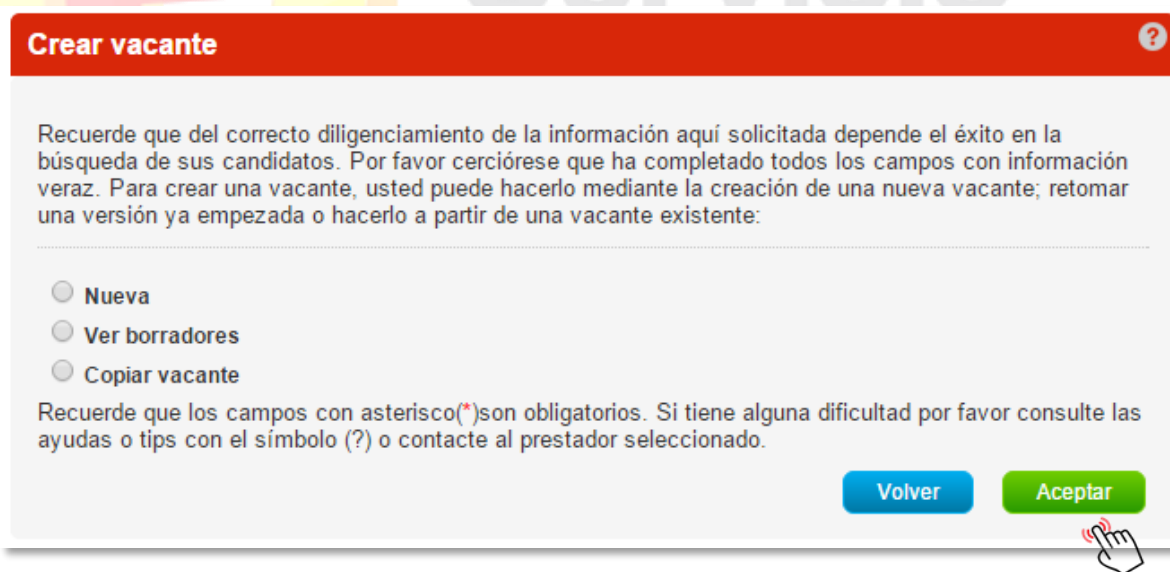 Crear vacante
?
Recuerde que del correcto diligenciamiento de la información aquí solicitada depende el éxito en la
búsqueda de sus candidatos. Por favor cerciórese que ha completado todos los campos con información
veraz. Para crear una vacante, usted puede hacerlo mediante la creación de una nueva vacante; retomar
una versión ya empezada o hacerlo a partir de una vacante existente:
Nueva
Ver borradores
Copiar vacante
Recuerde que los campos con asterisco(*)son obligatorios. Si tiene alguna dificultad por favor consulte las
ayudas o tips con el símbolo (?) o contacte al prestador seleccionado.
Volver Aceptar